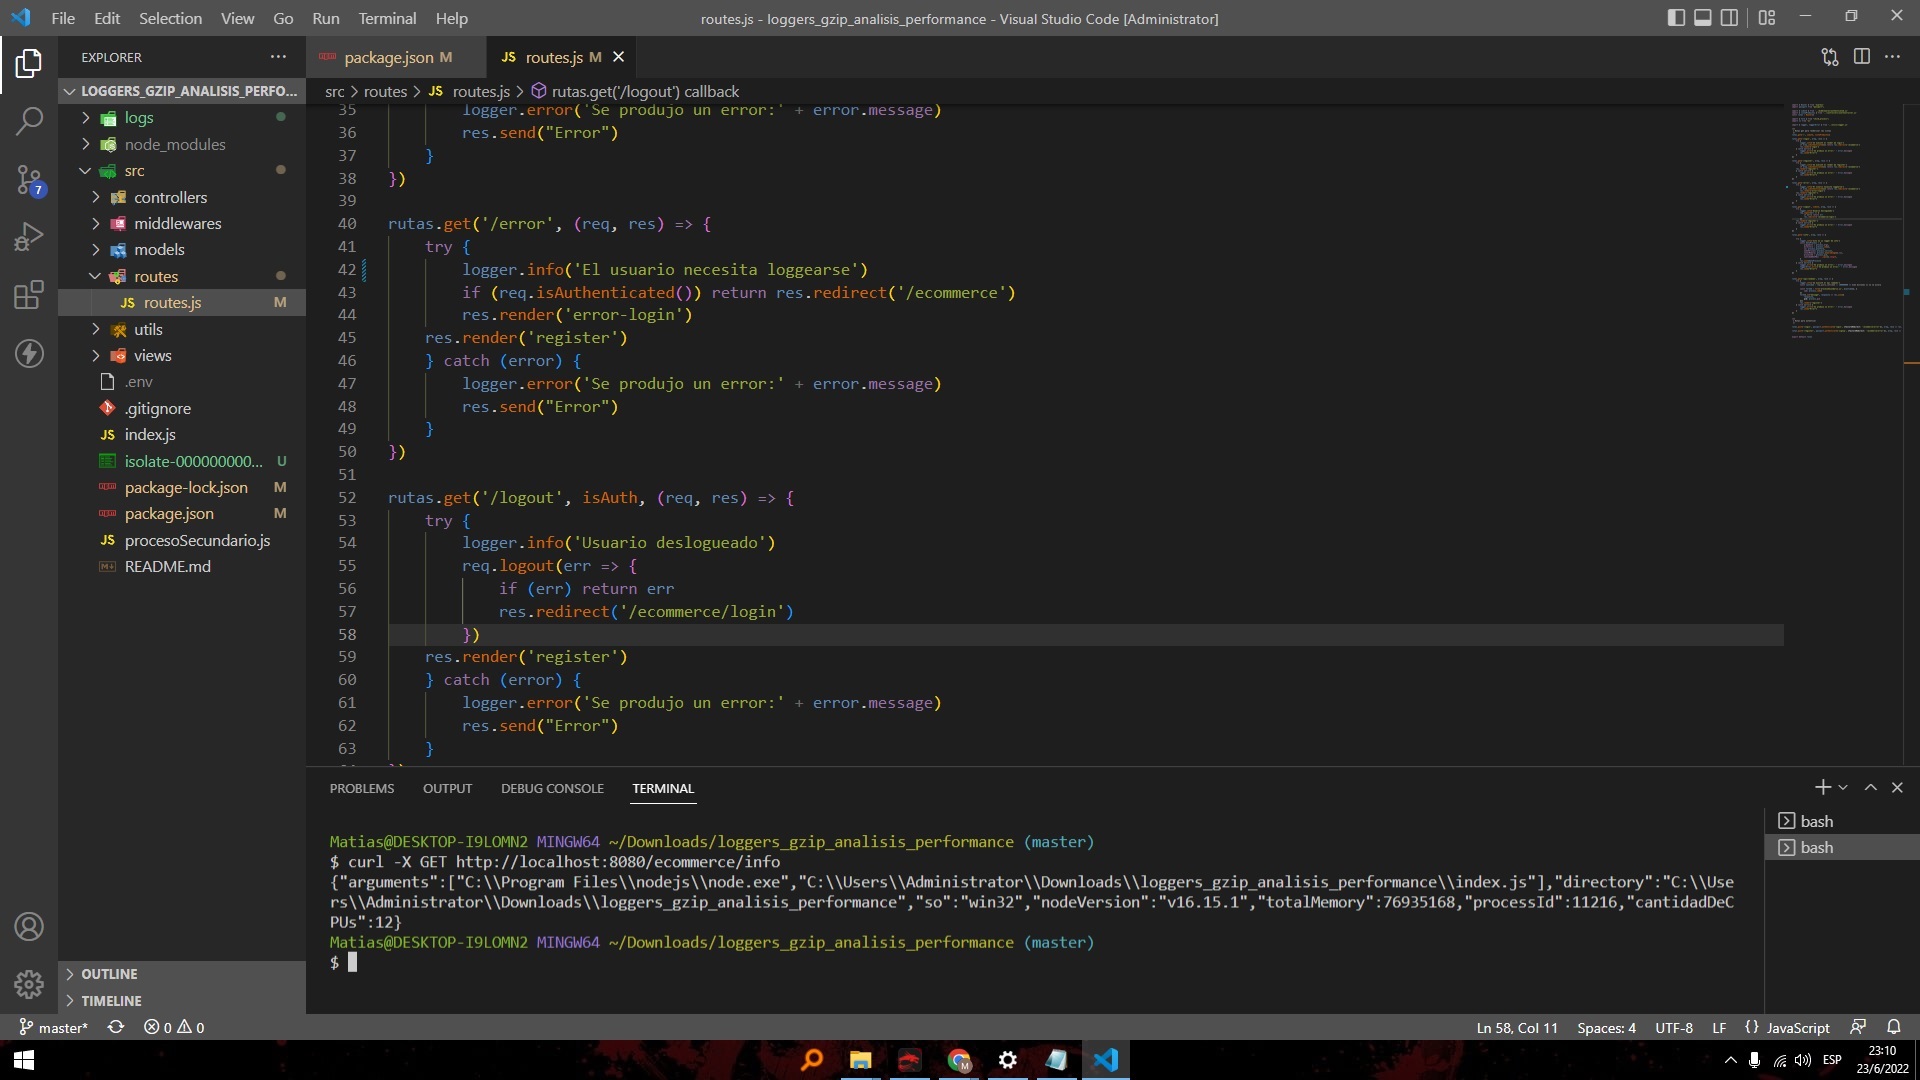 File Edit Selection View Go Run Terminal Help
routes.js - loggers_gzip_analisis_performance - Visual Studio Code [Administrator]
EXPLORER
package.json M
JS routes.js M
LOGGERS_GZIP_ANALISIS_PERFO...
src > routes > JS routes.js > rutas.get('/logout') callback
logs
node_modules
src
controllers
middlewares
models
routes
JS routes.js M
utils
views
.env
.gitignore
JS index.js
isolate-000000000... U
package-lock.json M
package.json M
JS procesoSecundario.js
README.md
OUTLINE
TIMELINE
7
35 logger.error('Se produjo un error:' + error.message)
36 res.send("Error")
37 }
38 })
39
40 rutas.get('/error', (req, res) => {
41 try {
42 logger.info('El usuario necesita loggearse')
43 if (req.isAuthenticated()) return res.redirect('/ecommerce')
44 res.render('error-login')
45 res.render('register')
46 } catch (error) {
47 logger.error('Se produjo un error:' + error.message)
48 res.send("Error")
49 }
50 })
51
52 rutas.get('/logout', isAuth, (req, res) => {
53 try {
54 logger.info('Usuario deslogueado')
55 req.logout(err => {
56 if (err) return err
57 res.redirect('/ecommerce/login')
58 })
59 res.render('register')
60 } catch (error) {
61 logger.error('Se produjo un error:' + error.message)
62 res.send("Error")
63 }
PROBLEMS OUTPUT DEBUG CONSOLE TERMINAL
Matias@DESKTOP-I9LOMN2 MINGW64 ~/Downloads/loggers_gzip_analisis_performance (master)
$ curl -X GET http://localhost:8080/ecommerce/info
{"arguments":["C:\\Program Files\\nodejs\\node.exe","C:\\Users\\Administrator\\Downloads\\loggers_gzip_analisis_performance\\index.js"],"directory":"C:\\Use
rs\\Administrator\\Downloads\\loggers_gzip_analisis_performance","so":"win32","nodeVersion":"v16.15.1","totalMemory":76935168,"processId":11216,"cantidadDeC
PUs":12}
Matias@DESKTOP-I9LOMN2 MINGW64 ~/Downloads/loggers_gzip_analisis_performance (master)
$
bash
bash
master* 0 0
Ln 58, Col 11 Spaces: 4 UTF-8 LF {} JavaScript
ESP
23:10
23/6/2022